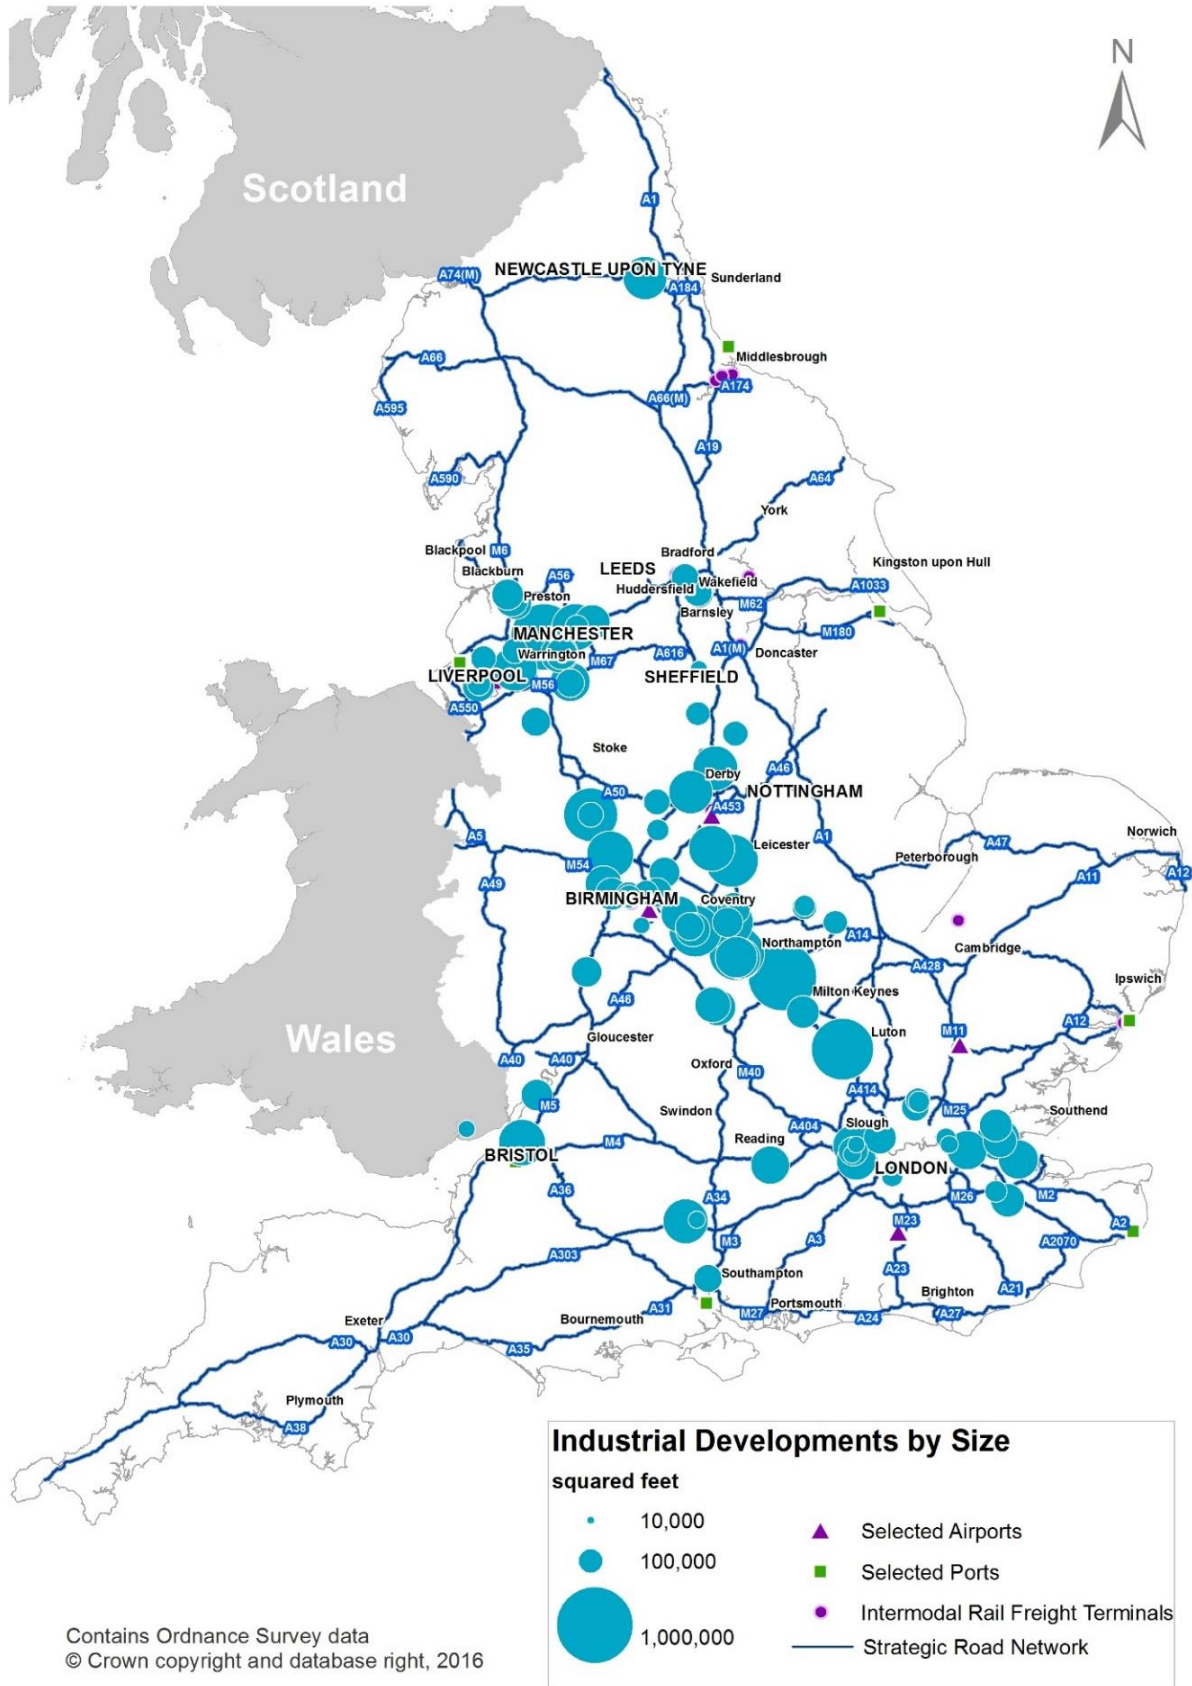 N
Scotland
A1
NEWCASTLE UPON TYNE
A74(M)
Sunderland
A184
Middlesbrough
A66
A174
A66(M)
A595
A19
A590
A64
York
Blackpool
M6
Bradford
Kingston upon Hull
Blackburn
A56
LEEDS
Wakefield
A1033
Huddersfield
Preston
Barnsley
M62
MANCHESTER
M180
Warrington
M67
A616
A1(M)
Doncaster
LIVERPOOL
M56
SHEFFIELD
A550
Stoke
A46
Derby
A50
NOTTINGHAM
A453
A5
A1
Norwich
Leicester
A47
Peterborough
M54
A11
A12
A49
BIRMINGHAM
Coventry
A14
Northampton
Cambridge
A428
Ipswich
Milton Keynes
A46
A12
Wales
Gloucester
Luton
M11
A40
A40
Oxford
M40
A414
M5
Swindon
M25
Southend
A404
Slough
Reading
M4
BRISTOL
LONDON
A36
A34
M26
M2
M23
A2
M3
A3
A2070
A303
A23
Southampton
A21
Brighton
A31
M27
Portsmouth
Bournemouth
A24
A27
Exeter
A30
A30
A35
Plymouth
A38
Industrial Developments by Size
squared feet
10,000
Selected Airports
100,000
Selected Ports
Intermodal Rail Freight Terminals
1,000,000
Strategic Road Network
Contains Ordnance Survey data
© Crown copyright and database right, 2016